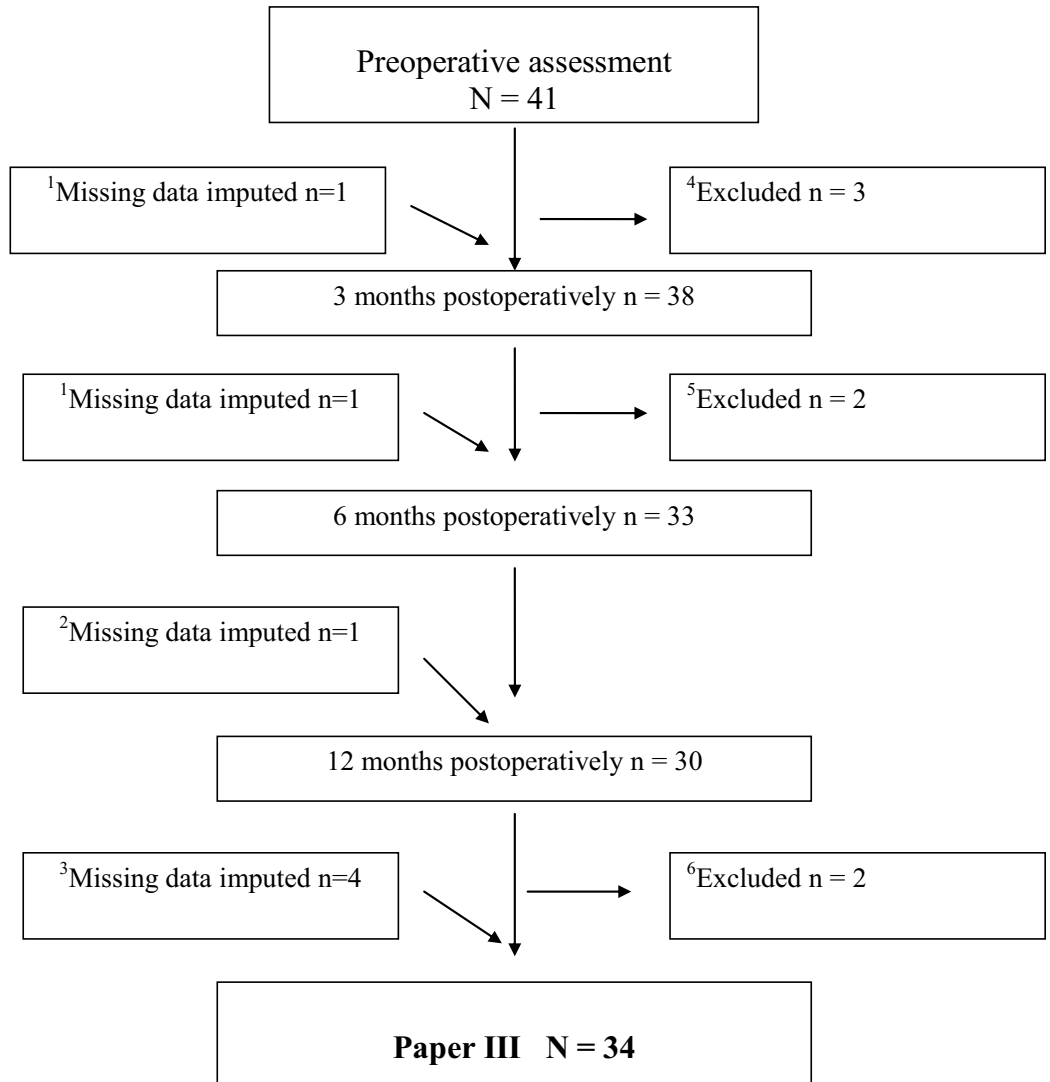 Preoperative assessment
N = 41
¹Missing data imputed n=1
⁴Excluded n = 3
3 months postoperatively n = 38
¹Missing data imputed n=1
⁵Excluded n = 2
6 months postoperatively n = 33
²Missing data imputed n=1
12 months postoperatively n = 30
³Missing data imputed n=4
⁶Excluded n = 2
Paper III N = 34